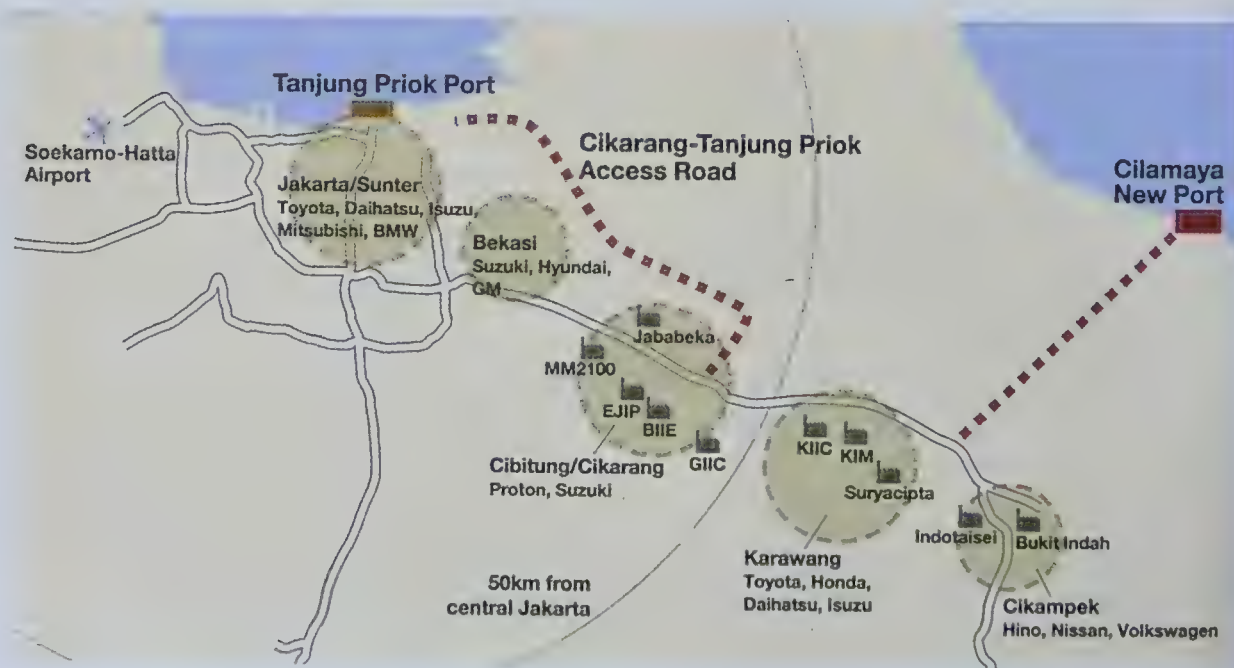 Tanjung Priok Port
Soekarno-Hatta
Airport
Cikarang-Tanjung Priok
Access Road
Cilamaya
New Port
Jakarta/Sunter
Toyota, Daihatsu, Isuzu,
Mitsubishi, BMW
Bekasi
Suzuki, Hyundai,
GM
Jababeka
MM2100
EJIP
BIIE
GIIC
Cibitung/Cikarang
Proton, Suzuki
KIIC
KIM
Suryacipta
Indotaisei
Bukit Indah
Karawang
Toyota, Honda,
Daihatsu, Isuzu
50km from
central Jakarta
Cikampek
Hino, Nissan, Volkswagen